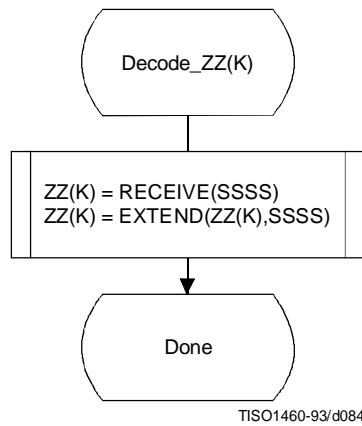 Decode_ZZ(K)
ZZ(K) = RECEIVE(SSSS)
ZZ(K) = EXTEND(ZZ(K),SSSS)
Done
TISO1460-93/d084